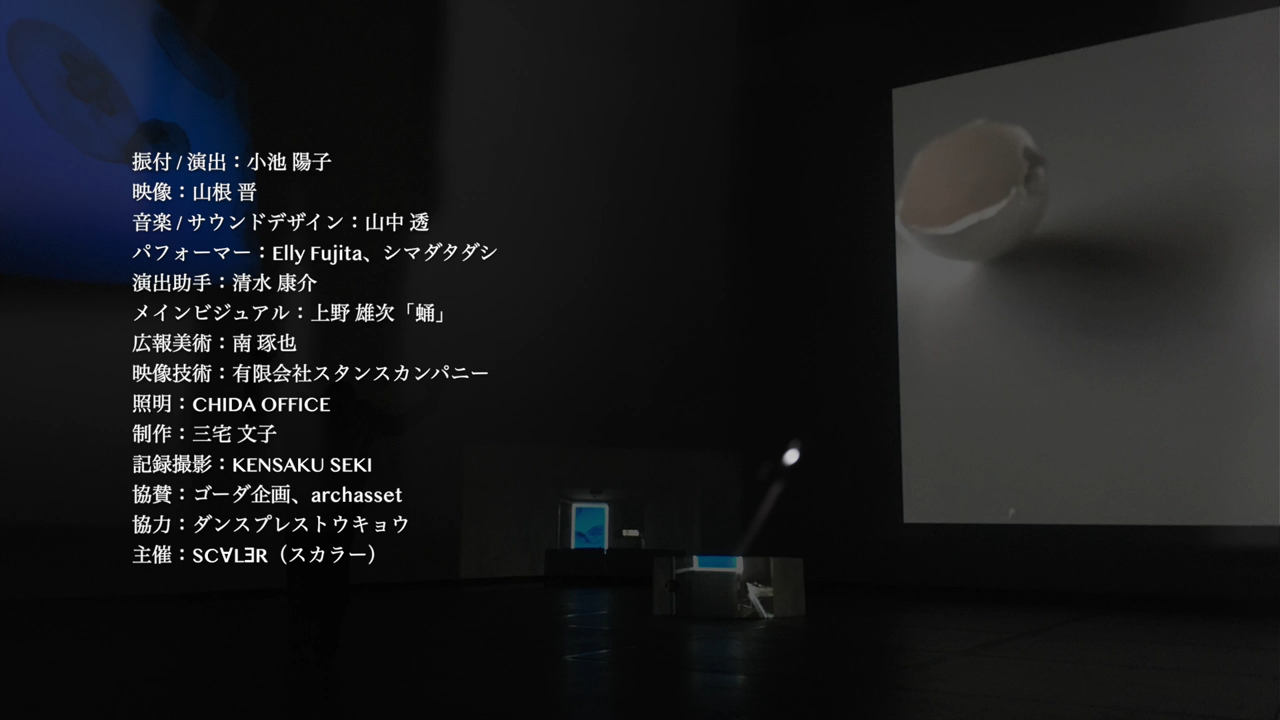 振付 / 演出：小池 陽子
映像：山根 晋
音楽 / サウンドデザイン：山中 透
パフォーマー：Elly Fujita、シマダタダシ
演出助手：清水 康介
メインビジュアル：上野 雄次「蛹」
広報美術：南 琢也
映像技術：有限会社スタンスカンパニー
照明：CHIDA OFFICE
制作：三宅 文子
記録撮影：KENSAKU SEKI
協賛：ゴーダ企画、archasset
協力：ダンスプレストウキョウ
主催：SC∀LƎR（スカラー）